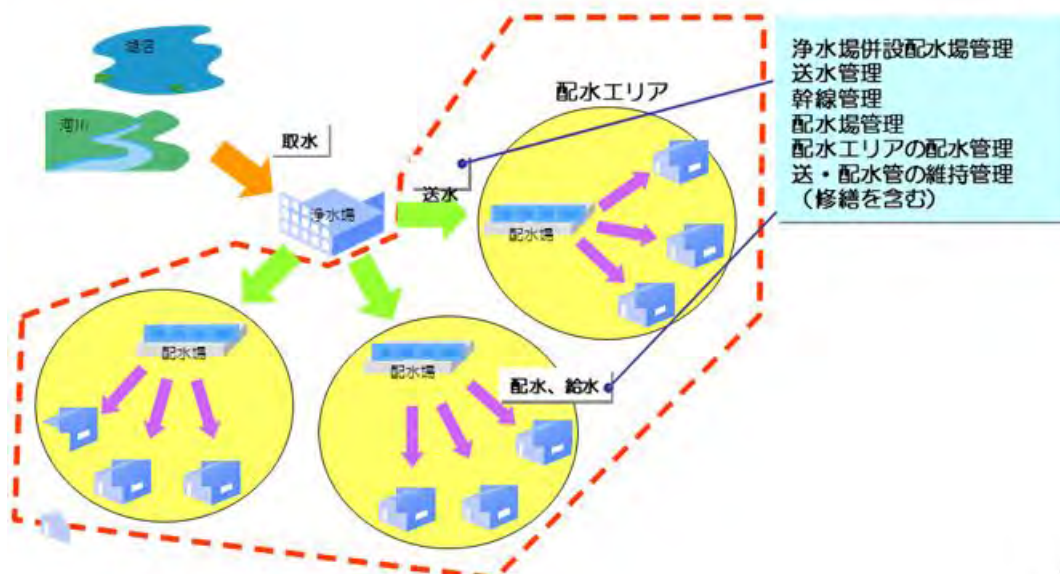 湖沼
河川
取水
浄水場
送水
配水エリア
配水場
配水場
配水場
配水、給水
浄水場併設配水場管理
送水管理
幹線管理
配水場管理
配水エリアの配水管理
送・配水管の維持管理
（修繕を含む）